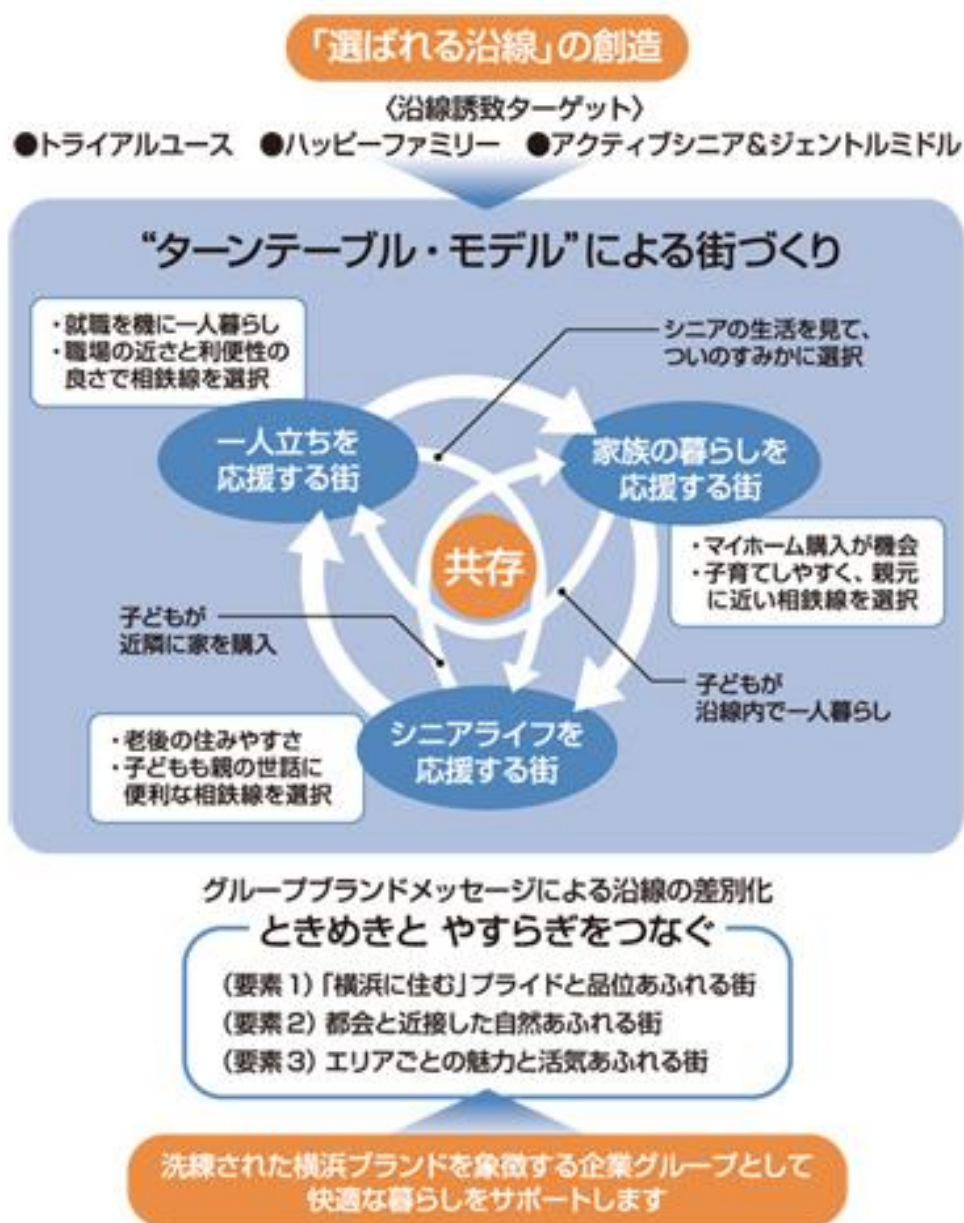 「選ばれる沿線」の創造
〈沿線誘致ターゲット〉
●トライアルユース ●ハッピーファミリー ●アクティブシニア&ジェントルミドル
“ターンテーブル・モデル”による街づくり
・就職を機に一人暮らし
・職場の近さと利便性の
良さで相鉄線を選択
シニアの生活を見て、
ついのすみかに選択
一人立ちを
応援する街
家族の暮らしを
応援する街
共存
・マイホーム購入が機会
・子育てしやすく、親元
に近い相鉄線を選択
子どもが
近隣に家を購入
子どもが
沿線内で一人暮らし
シニアライフを
応援する街
・老後の住みやすさ
・子どもも親の世話に
便利な相鉄線を選択
グループブランドメッセージによる沿線の差別化
ときめきと やすらぎをつなぐ
(要素1)「横浜に住む」プライドと品位あふれる街
(要素2) 都会と近接した自然あふれる街
(要素3) エリアごとの魅力と活気あふれる街
洗練された横浜ブランドを象徴する企業グループとして
快適な暮らしをサポートします